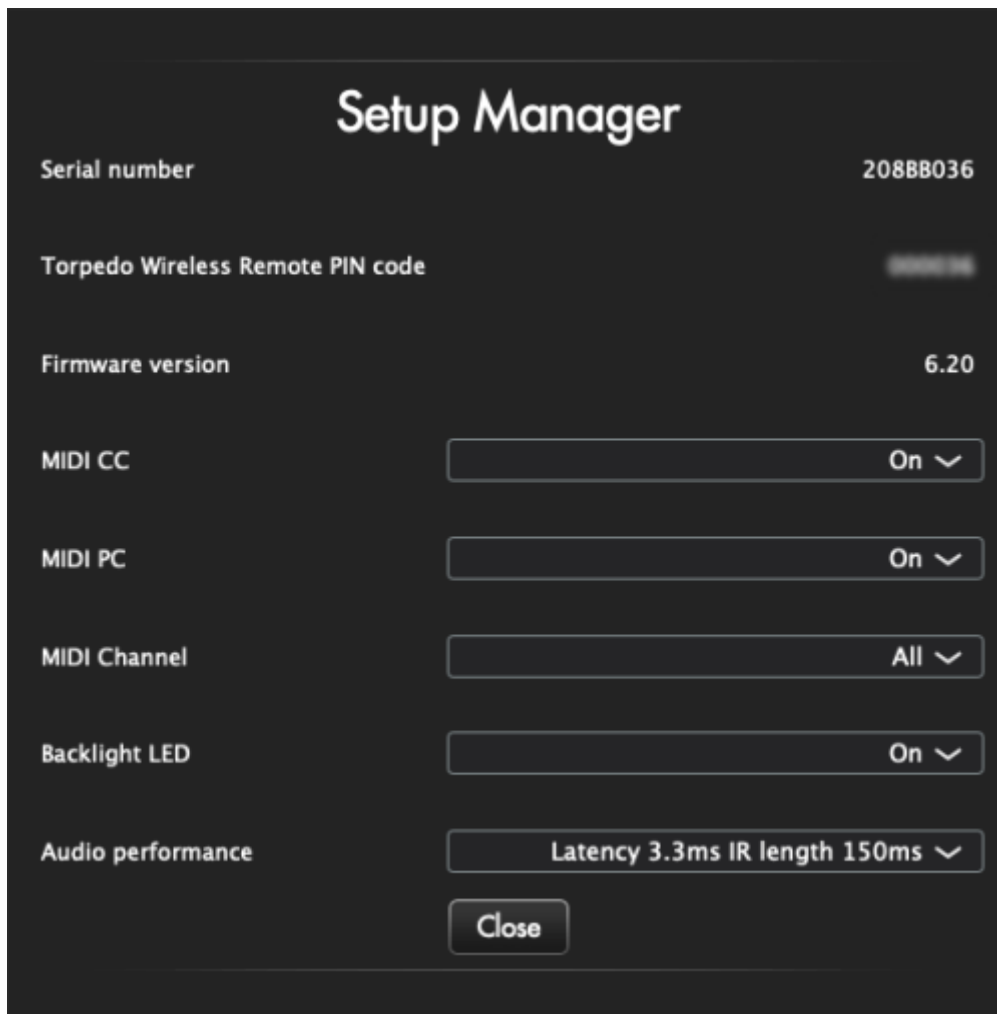 Setup Manager
Serial number 208BB036
Torpedo Wireless Remote PIN code
Firmware version 6.20
MIDI CC On
MIDI PC On
MIDI Channel All
Backlight LED On
Audio performance Latency 3.3ms IR length 150ms
Close